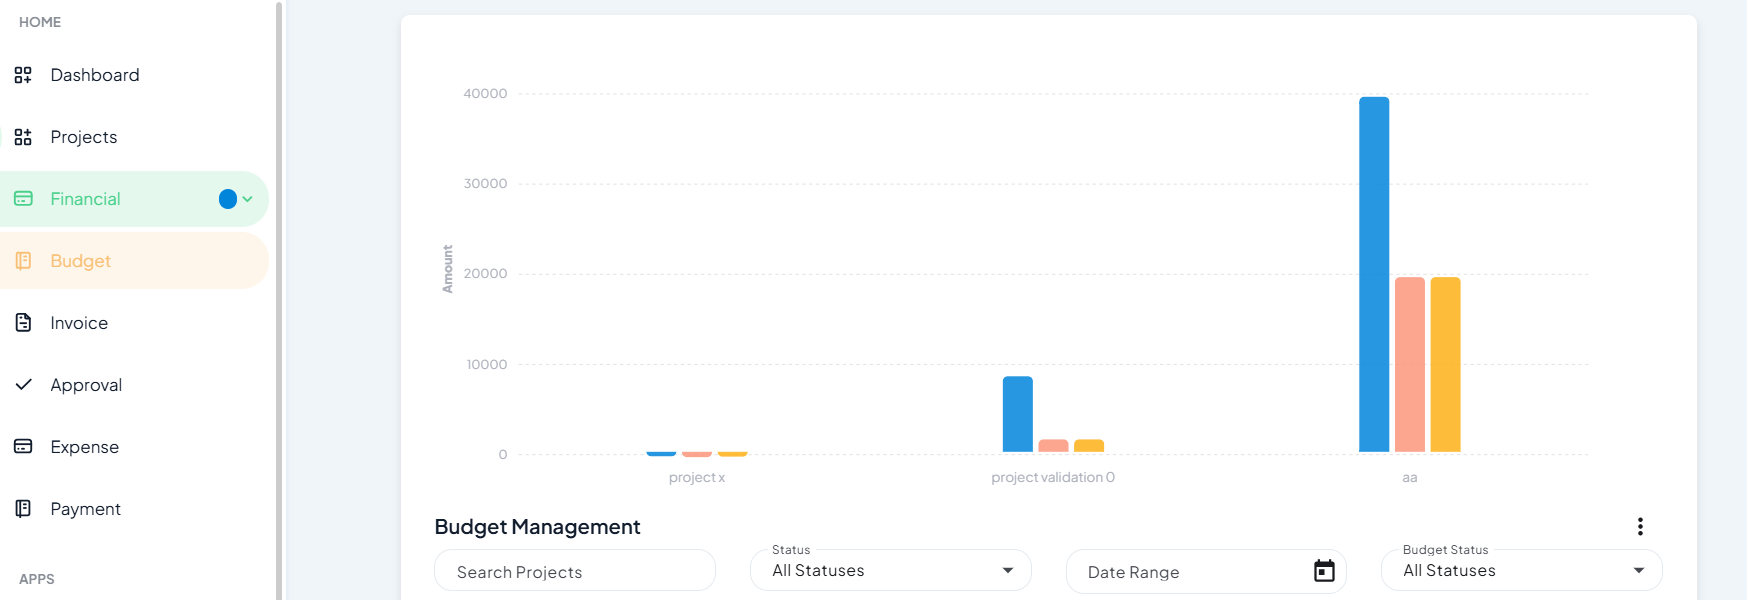 HOME
Dashboard
Projects
Financial
Budget
Invoice
Approval
Expense
Payment
APPS
Amount
40000
30000
20000
10000
0
project x
project validation 0
aa
Budget Management
Search Projects
Status
All Statuses
Date Range
Budget Status
All Statuses